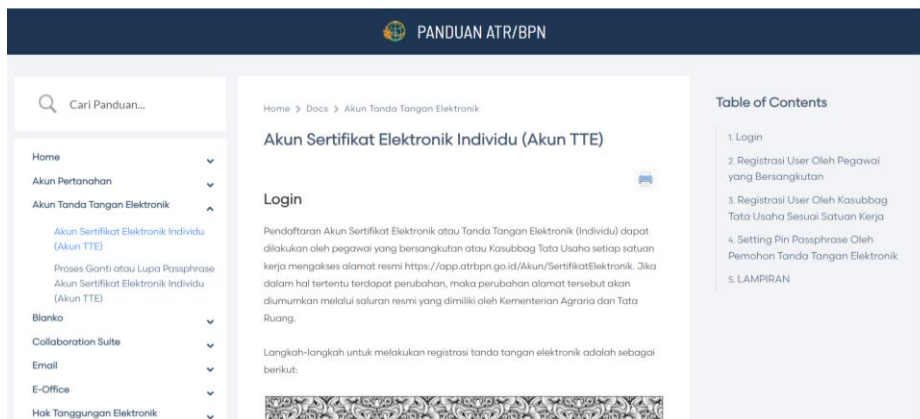 PANDUAN ATR/BPN
Cari Panduan...
Home
Akun Pertanahan
Akun Tanda Tangan Elektronik
Akun Sertifikat Elektronik Individu
(Akun TTE)
Proses Ganti atau Lupa Passphrase
Akun Sertifikat Elektronik Individu
(Akun TTE)
Blanko
Collaboration Suite
Email
E-Office
Hak Tanggungan Elektronik
Home > Docs > Akun Tanda Tangan Elektronik
Akun Sertifikat Elektronik Individu (Akun TTE)
Login
Pendaftaran Akun Sertifikat Elektronik atau Tanda Tangan Elektronik (Individu) dapat
dilakukan oleh pegawai yang bersangkutan atau Kasubbag Tata Usaha setiap satuan
kerja mengakses alamat resmi https://app.atrbpn.go.id/Akun/SertifikatElektronik. Jika
dalam hal tertentu terdapat perubahan, maka perubahan alamat tersebut akan
diumumkan melalui saluran resmi yang dimiliki oleh Kementerian Agraria dan Tata
Ruang.
Langkah-langkah untuk melakukan registrasi tanda tangan elektronik adalah sebagai
berikut:
Table of Contents
1. Login
2. Registrasi User Oleh Pegawai
yang Bersangkutan
3. Registrasi User Oleh Kasubbag
Tata Usaha Sesuai Satuan Kerja
4. Setting Pin Passphrase Oleh
Pemohon Tanda Tangan Elektronik
5. LAMPIRAN